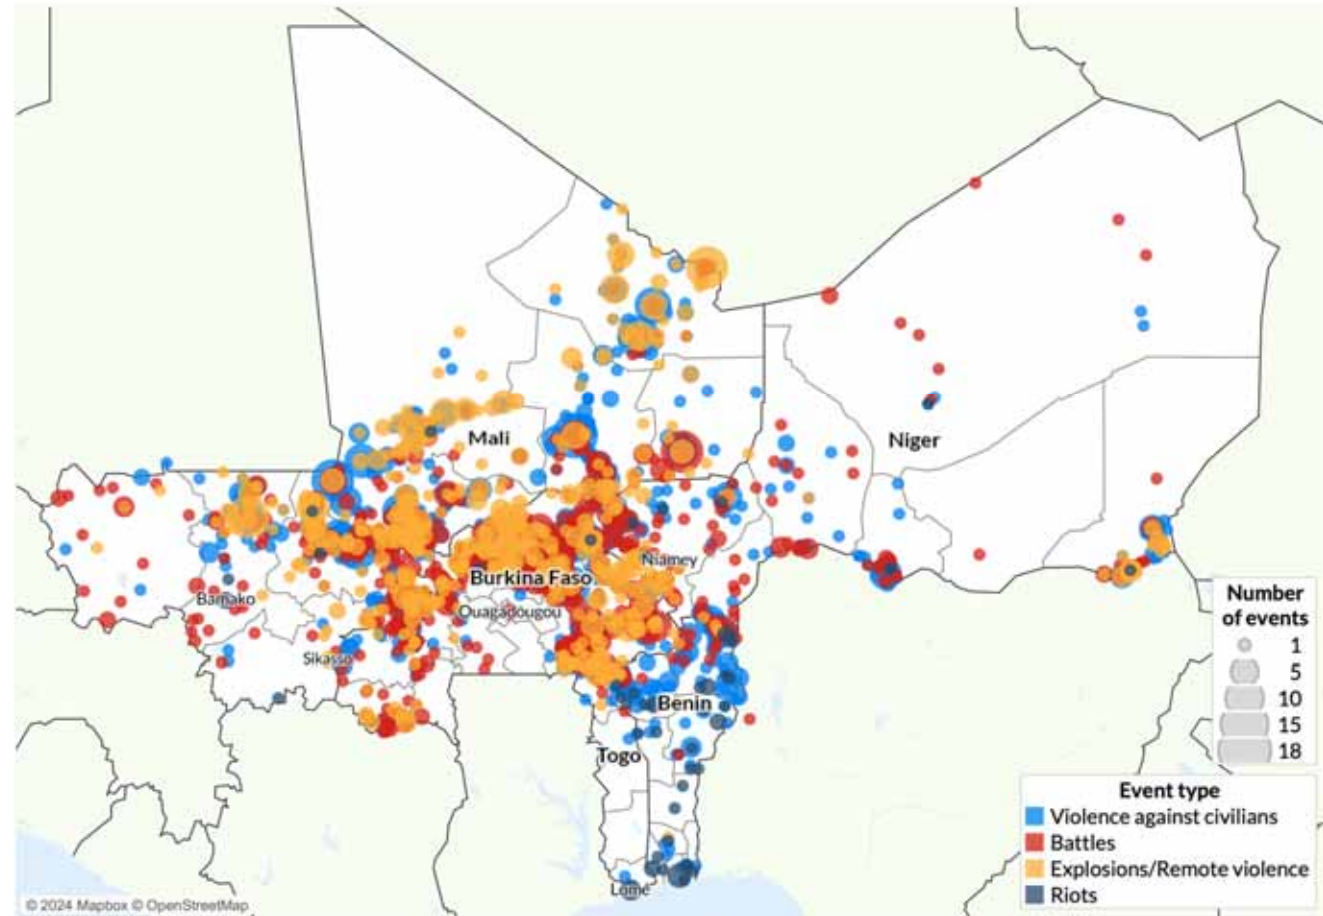 Mali
Niger
Niamey
Burkina Faso
Bamako
Ouagadougou
Sikasso
Benin
Togo
Lomé
Number
of events
1
5
10
15
18
Event type
Violence against civilians
Battles
Explosions/Remote violence
Riots
© 2024 Mapbox © OpenStreetMap